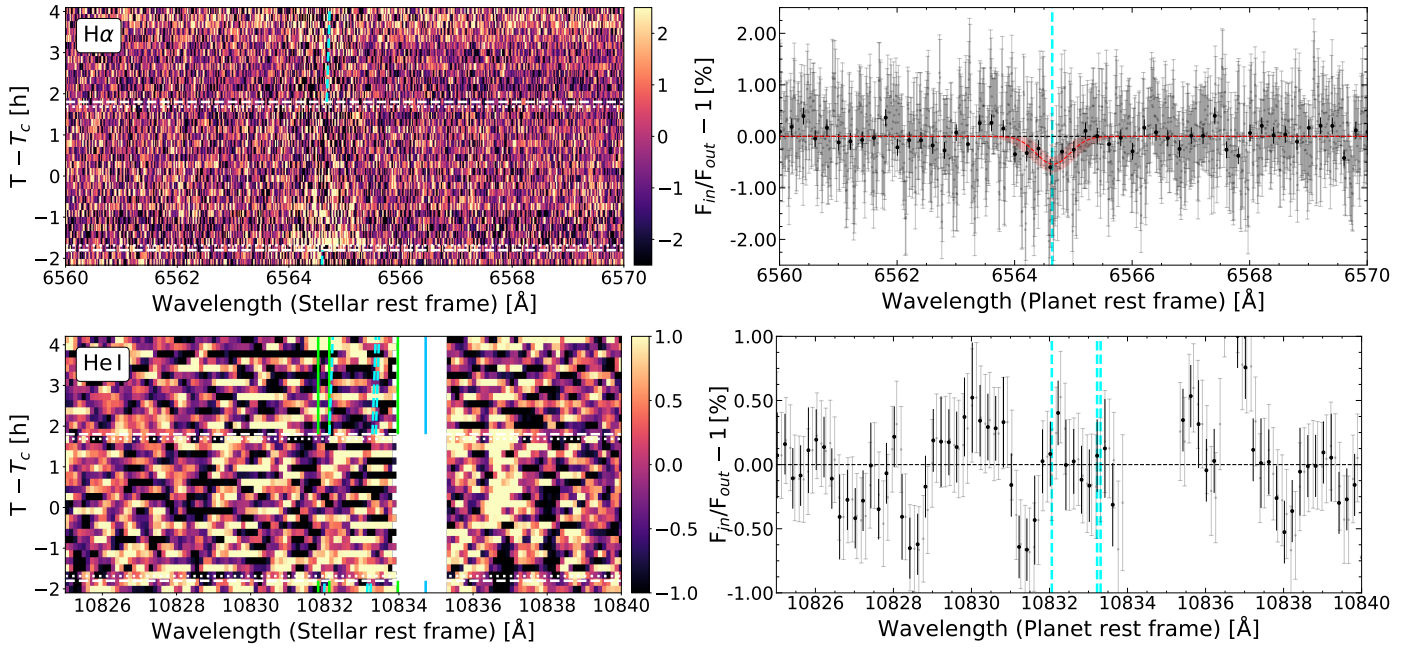 Hα
4
3
2
1
0
−1
−2
T − T_c [h]
6560 6562 6564 6566 6568 6570
Wavelength (Stellar rest frame) [Å]
2
1
0
−1
−2
F_in/F_out − 1 [%]
2.00
1.00
0.00
-1.00
-2.00
6560 6562 6564 6566 6568 6570
Wavelength (Planet rest frame) [Å]
He I
4
3
2
1
0
−1
−2
T − T_c [h]
10826 10828 10830 10832 10834 10836 10838 10840
Wavelength (Stellar rest frame) [Å]
1.0
0.5
0.0
−0.5
−1.0
F_in/F_out − 1 [%]
1.00
0.50
0.00
-0.50
-1.00
10826 10828 10830 10832 10834 10836 10838 10840
Wavelength (Planet rest frame) [Å]